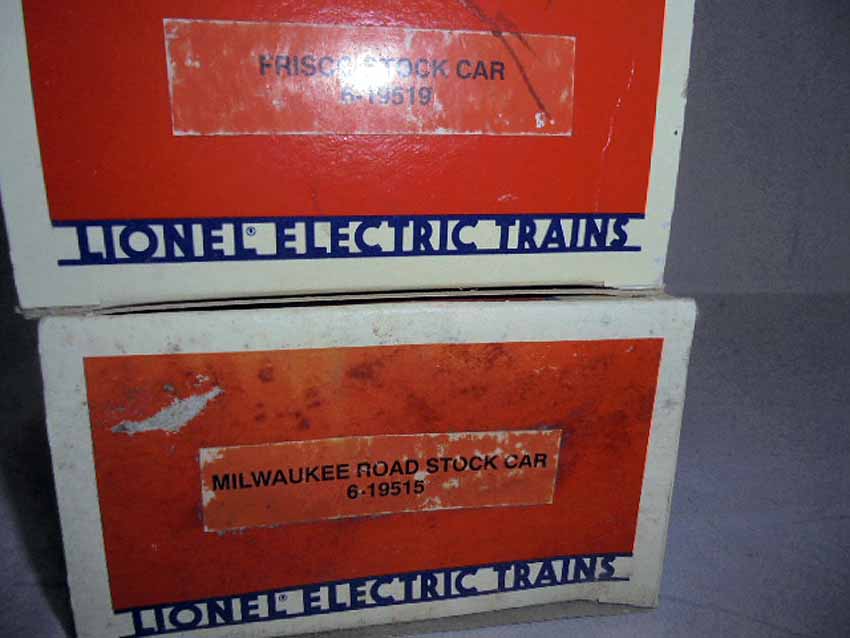 FRISCO STOCK CAR
6-19519
LIONEL® ELECTRIC TRAINS
MILWAUKEE ROAD STOCK CAR
6-19515
LIONEL® ELECTRIC TRAINS